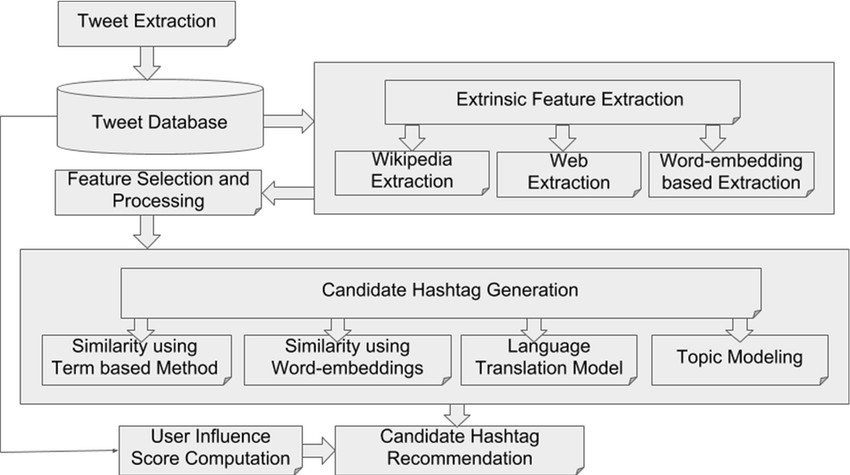 Tweet Extraction
Tweet Database
Extrinsic Feature Extraction
Wikipedia
Extraction
Web
Extraction
Word-embedding
based Extraction
Feature Selection and
Processing
Candidate Hashtag Generation
Similarity using
Term based Method
Similarity using
Word-embeddings
Language
Translation Model
Topic Modeling
User Influence
Score Computation
Candidate Hashtag
Recommendation